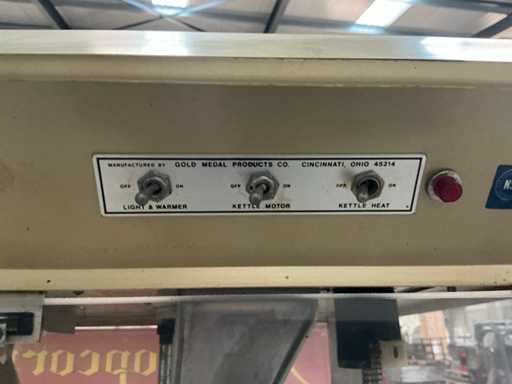 MANUFACTURED BY GOLD MEDAL PRODUCTS CO. CINCINNATI, OHIO 45214
OFF ON OFF ON OFF ON
LIGHT & WARMER KETTLE MOTOR KETTLE HEAT